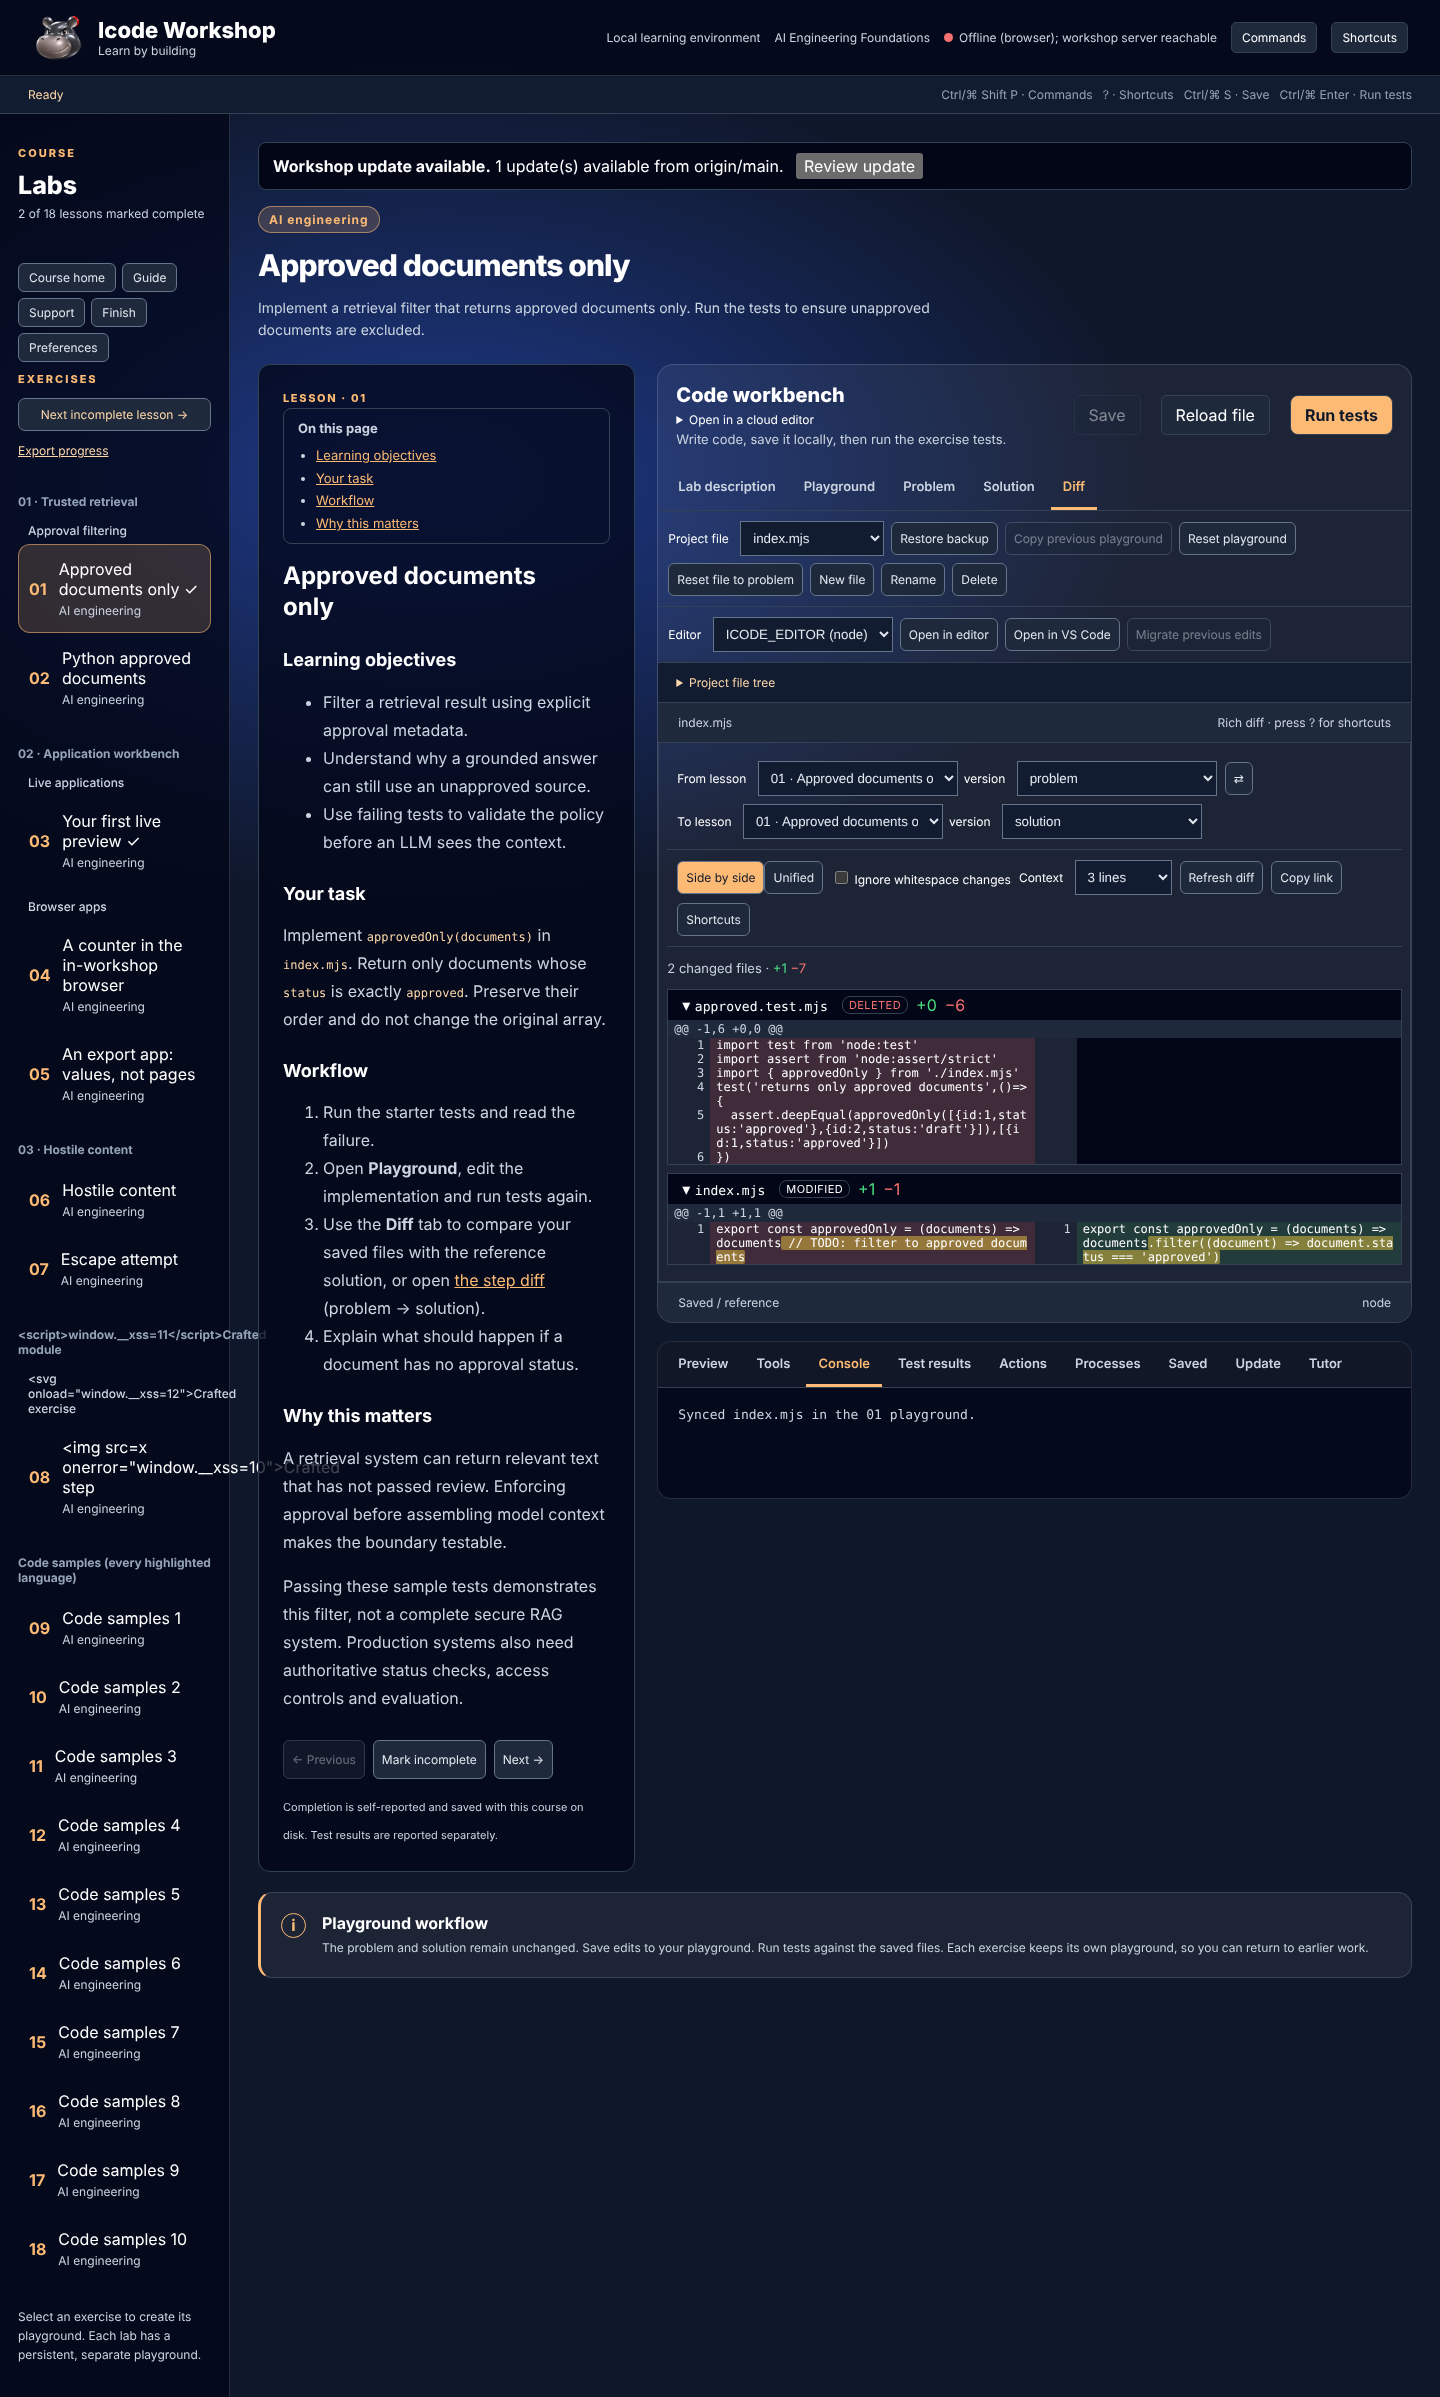 Icode Workshop
Learn by building
Local learning environment AI Engineering Foundations Offline (browser); workshop server reachable Commands Shortcuts
Ready
Ctrl/⌘ Shift P · Commands ? · Shortcuts Ctrl/⌘ S · Save Ctrl/⌘ Enter · Run tests
COURSE
Labs
2 of 18 lessons marked complete
Course home Guide
Support Finish
Preferences
EXERCISES
Next incomplete lesson →
Export progress
01 · Trusted retrieval
Approval filtering
01 Approved
documents only ✓
AI engineering
02 Python approved
documents
AI engineering
02 · Application workbench
Live applications
03 Your first live
preview ✓
AI engineering
Browser apps
04 A counter in the
in-workshop
browser
AI engineering
05 An export app:
values, not pages
AI engineering
03 · Hostile content
06 Hostile content
AI engineering
07 Escape attempt
AI engineering
<script>window.__xss=11</script>Crafted
module
<svg
onload="window.__xss=12">Crafted
exercise
08 <img src=x
onerror="window.__xss=10">Crafted
step
AI engineering
Code samples (every highlighted
language)
09 Code samples 1
AI engineering
10 Code samples 2
AI engineering
11 Code samples 3
AI engineering
12 Code samples 4
AI engineering
13 Code samples 5
AI engineering
14 Code samples 6
AI engineering
15 Code samples 7
AI engineering
16 Code samples 8
AI engineering
17 Code samples 9
AI engineering
18 Code samples 10
AI engineering
Select an exercise to create its
playground. Each lab has a
persistent, separate playground.
Workshop update available. 1 update(s) available from origin/main. Review update
AI engineering
Approved documents only
Implement a retrieval filter that returns approved documents only. Run the tests to ensure unapproved
documents are excluded.
LESSON · 01
On this page
• Learning objectives
• Your task
• Workflow
• Why this matters
Approved documents
only
Learning objectives
• Filter a retrieval result using explicit
approval metadata.
• Understand why a grounded answer
can still use an unapproved source.
• Use failing tests to validate the policy
before an LLM sees the context.
Your task
Implement approvedOnly(documents) in
index.mjs. Return only documents whose
status is exactly approved. Preserve their
order and do not change the original array.
Workflow
1. Run the starter tests and read the
failure.
2. Open Playground, edit the
implementation and run tests again.
3. Use the Diff tab to compare your
saved files with the reference
solution, or open the step diff
(problem → solution).
4. Explain what should happen if a
document has no approval status.
Why this matters
A retrieval system can return relevant text
that has not passed review. Enforcing
approval before assembling model context
makes the boundary testable.
Passing these sample tests demonstrates
this filter, not a complete secure RAG
system. Production systems also need
authoritative status checks, access
controls and evaluation.
← Previous Mark incomplete Next →
Completion is self-reported and saved with this course on
disk. Test results are reported separately.
Code workbench
▶ Open in a cloud editor
Write code, save it locally, then run the exercise tests.
Save Reload file Run tests
Lab description Playground Problem Solution Diff
Project file index.mjs Restore backup Copy previous playground Reset playground
Reset file to problem New file Rename Delete
Editor ICODE_EDITOR (node) Open in editor Open in VS Code Migrate previous edits
▶ Project file tree
index.mjs Rich diff · press ? for shortcuts
From lesson 01 · Approved documents o version problem ⇄
To lesson 01 · Approved documents o version solution
Side by side Unified Ignore whitespace changes Context 3 lines Refresh diff Copy link
Shortcuts
2 changed files · +1 −7
▼ approved.test.mjs DELETED +0 −6
@@ -1,6 +0,0 @@
1 import test from 'node:test'
2 import assert from 'node:assert/strict'
3 import { approvedOnly } from './index.mjs'
4 test('returns only approved documents',()=>
{
5 assert.deepEqual(approvedOnly([{id:1,stat
us:'approved'},{id:2,status:'draft'}]),[{i
d:1,status:'approved'}])
6 })
▼ index.mjs MODIFIED +1 −1
@@ -1,1 +1,1 @@
1 export const approvedOnly = (documents) =>
documents // TODO: filter to approved docum
ents
1 export const approvedOnly = (documents) =>
documents.filter((document) => document.sta
tus === 'approved')
Saved / reference node
Preview Tools Console Test results Actions Processes Saved Update Tutor
Synced index.mjs in the 01 playground.
i Playground workflow
The problem and solution remain unchanged. Save edits to your playground. Run tests against the saved files. Each exercise keeps its own playground, so you can return to earlier work.